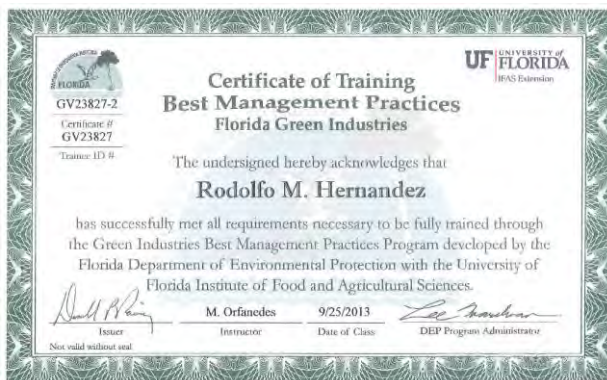 FLORIDA
GV23827-2
Certificate #
GV23827
Trainee ID #
UF UNIVERSITY of
FLORIDA
IFAS Extension
Certificate of Training
Best Management Practices
Florida Green Industries
The undersigned hereby acknowledges that
Rodolfo M. Hernandez
has successfully met all requirements necessary to be fully trained through
the Green Industries Best Management Practices Program developed by the
Florida Department of Environmental Protection with the University of
Florida Institute of Food and Agricultural Sciences.
M. Orfanedes 9/25/2013
Issuer Instructor Date of Class DEP Program Administrator
Not valid without seal